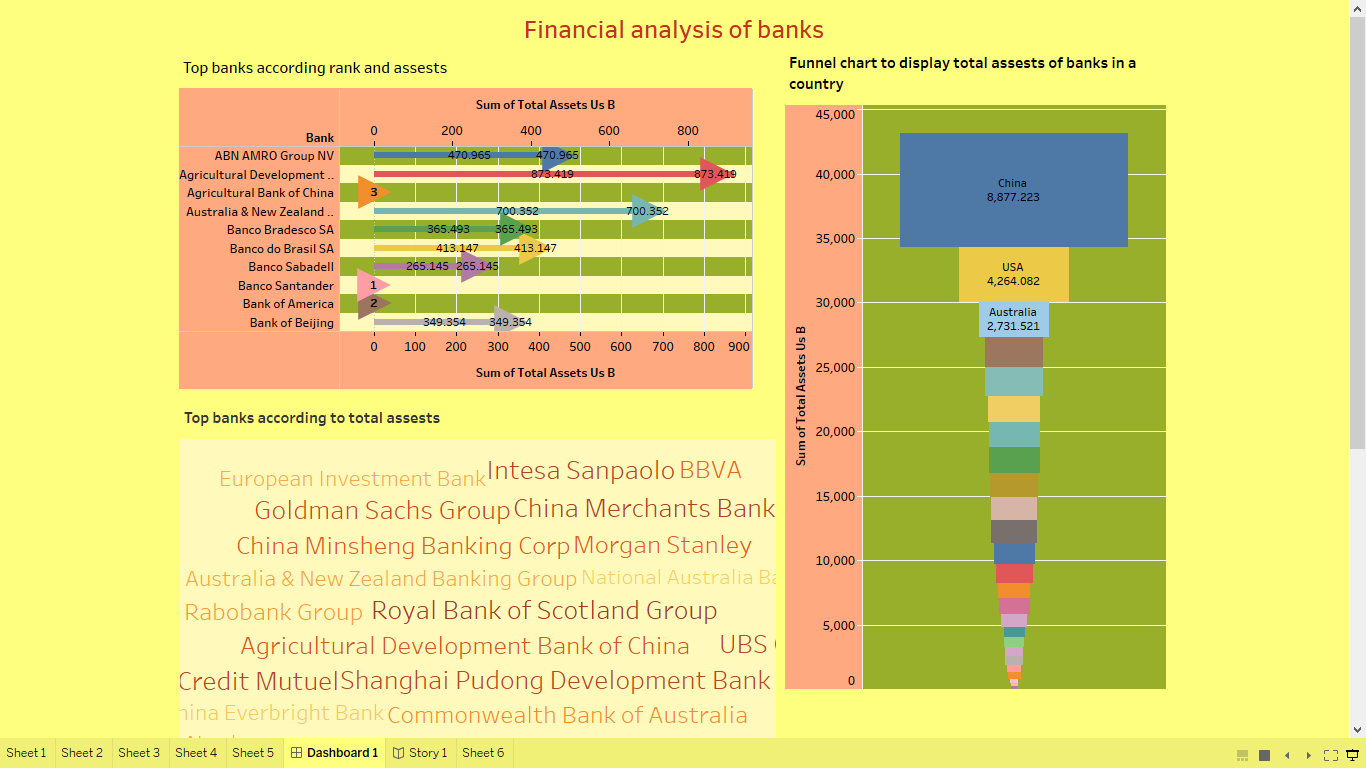 Financial analysis of banks
Top banks according rank and assests
Sum of Total Assets Us B
0 200 400 600 800
Bank
ABN AMRO Group NV 470.965 470.965
Agricultural Development .. 873.419 873.419
Agricultural Bank of China 3
Australia & New Zealand .. 700.352 700.352
Banco Bradesco SA 365.493 365.493
Banco do Brasil SA 413.147 413.147
Banco Sabadell 265.145 265.145
Banco Santander 1
Bank of America 2
Bank of Beijing 349.354 349.354
0 100 200 300 400 500 600 700 800 900
Sum of Total Assets Us B
Top banks according to total assests
European Investment Bank Intesa Sanpaolo BBVA
Goldman Sachs Group China Merchants Bank
China Minsheng Banking Corp Morgan Stanley
Australia & New Zealand Banking Group National Australia Ba
Rabobank Group Royal Bank of Scotland Group
Agricultural Development Bank of China UBS
Credit Mutuel Shanghai Pudong Development Bank
hina Everbright Bank Commonwealth Bank of Australia
Funnel chart to display total assests of banks in a
country
Sum of Total Assets Us B
45,000
40,000
35,000
30,000
25,000
20,000
15,000
10,000
5,000
0
China
8,877.223
USA
4,264.082
Australia
2,731.521
Sheet 1 Sheet 2 Sheet 3 Sheet 4 Sheet 5 Dashboard 1 Story 1 Sheet 6